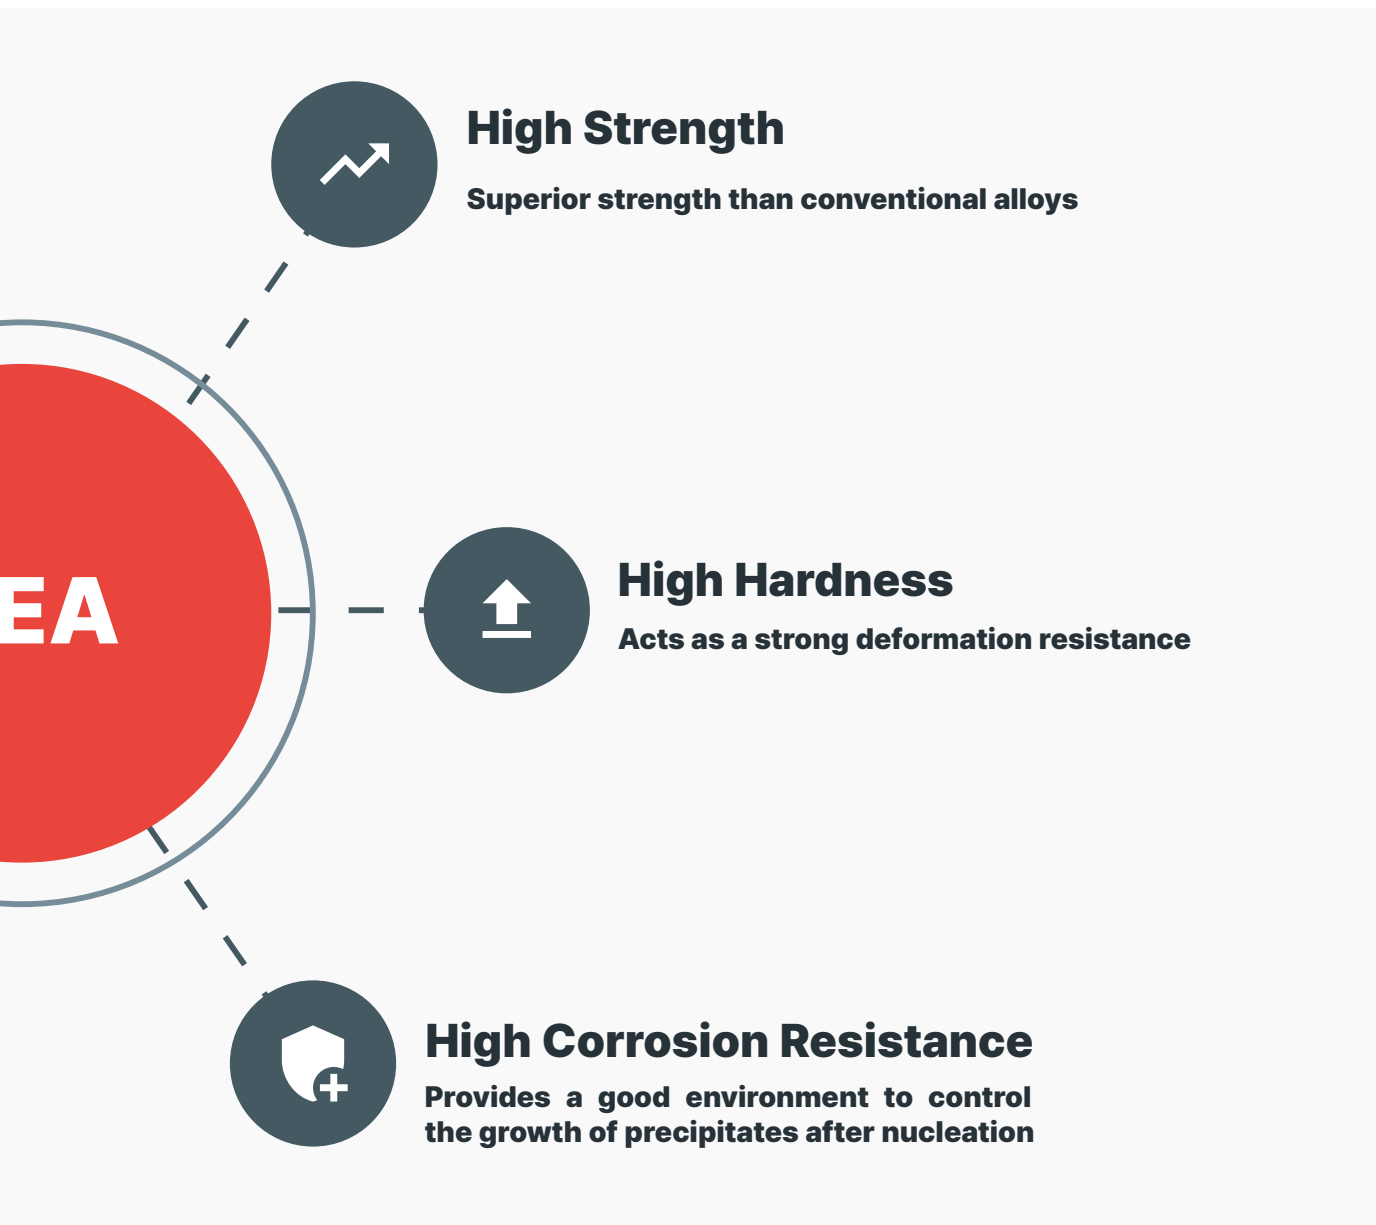 High Strength
Superior strength than conventional alloys
EA
High Hardness
Acts as a strong deformation resistance
High Corrosion Resistance
Provides a good environment to control
the growth of precipitates after nucleation